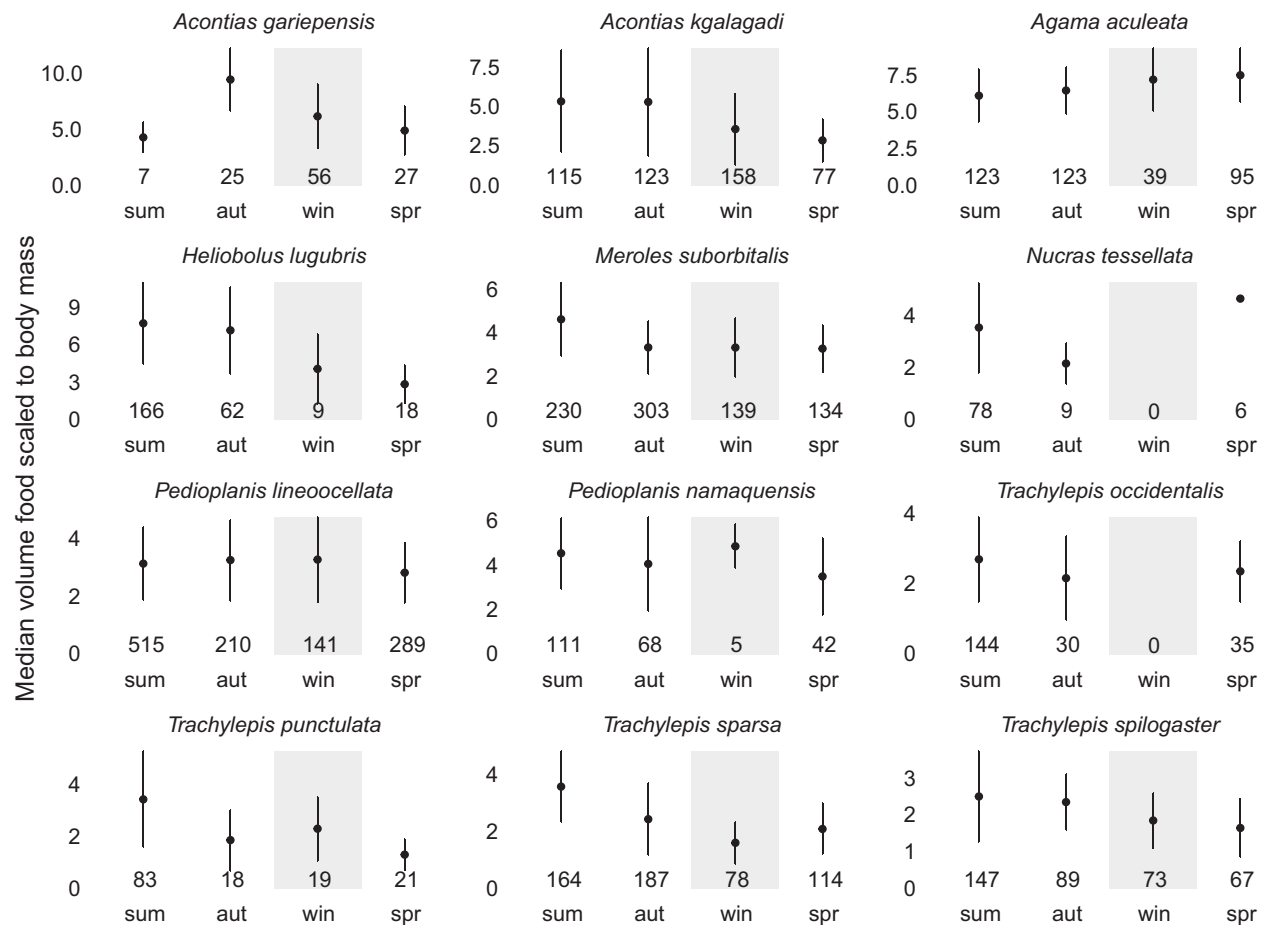 Median volume food scaled to body mass
Acontias gariepensis
10.0
5.0
0.0
7 25 56 27
sum aut win spr
Acontias kgalagadi
7.5
5.0
2.5
0.0
115 123 158 77
sum aut win spr
Agama aculeata
7.5
5.0
2.5
0.0
123 123 39 95
sum aut win spr
Heliobolus lugubris
9
6
3
0
166 62 9 18
sum aut win spr
Meroles suborbitalis
6
4
2
0
230 303 139 134
sum aut win spr
Nucras tessellata
4
2
0
78 9 0 6
sum aut win spr
Pedioplanis lineoocellata
4
2
0
515 210 141 289
sum aut win spr
Pedioplanis namaquensis
6
4
2
0
111 68 5 42
sum aut win spr
Trachylepis occidentalis
4
2
0
144 30 0 35
sum aut win spr
Trachylepis punctulata
4
2
0
83 18 19 21
sum aut win spr
Trachylepis sparsa
4
2
0
164 187 78 114
sum aut win spr
Trachylepis spilogaster
3
2
1
0
147 89 73 67
sum aut win spr